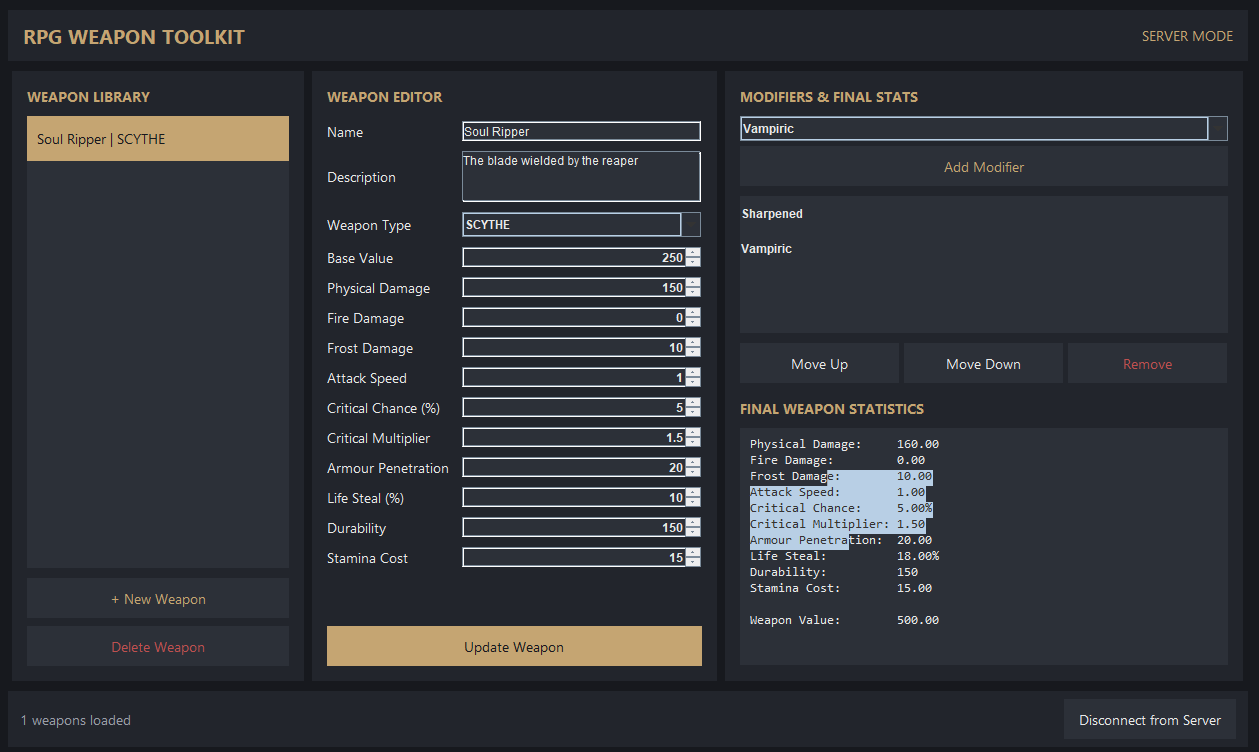 RPG WEAPON TOOLKIT
SERVER MODE
WEAPON LIBRARY
Soul Ripper | SCYTHE
+ New Weapon
Delete Weapon
WEAPON EDITOR
Name
Soul Ripper
Description
The blade wielded by the reaper
Weapon Type
SCYTHE
Base Value
250
Physical Damage
150
Fire Damage
0
Frost Damage
10
Attack Speed
1
Critical Chance (%)
5
Critical Multiplier
1.5
Armour Penetration
20
Life Steal (%)
10
Durability
150
Stamina Cost
15
Update Weapon
MODIFIERS & FINAL STATS
Vampiric
Add Modifier
Sharpened
Vampiric
Move Up
Move Down
Remove
FINAL WEAPON STATISTICS
Physical Damage: 160.00
Fire Damage: 0.00
Frost Damage: 10.00
Attack Speed: 1.00
Critical Chance: 5.00%
Critical Multiplier: 1.50
Armour Penetration: 20.00
Life Steal: 18.00%
Durability: 150
Stamina Cost: 15.00
Weapon Value: 500.00
1 weapons loaded
Disconnect from Server